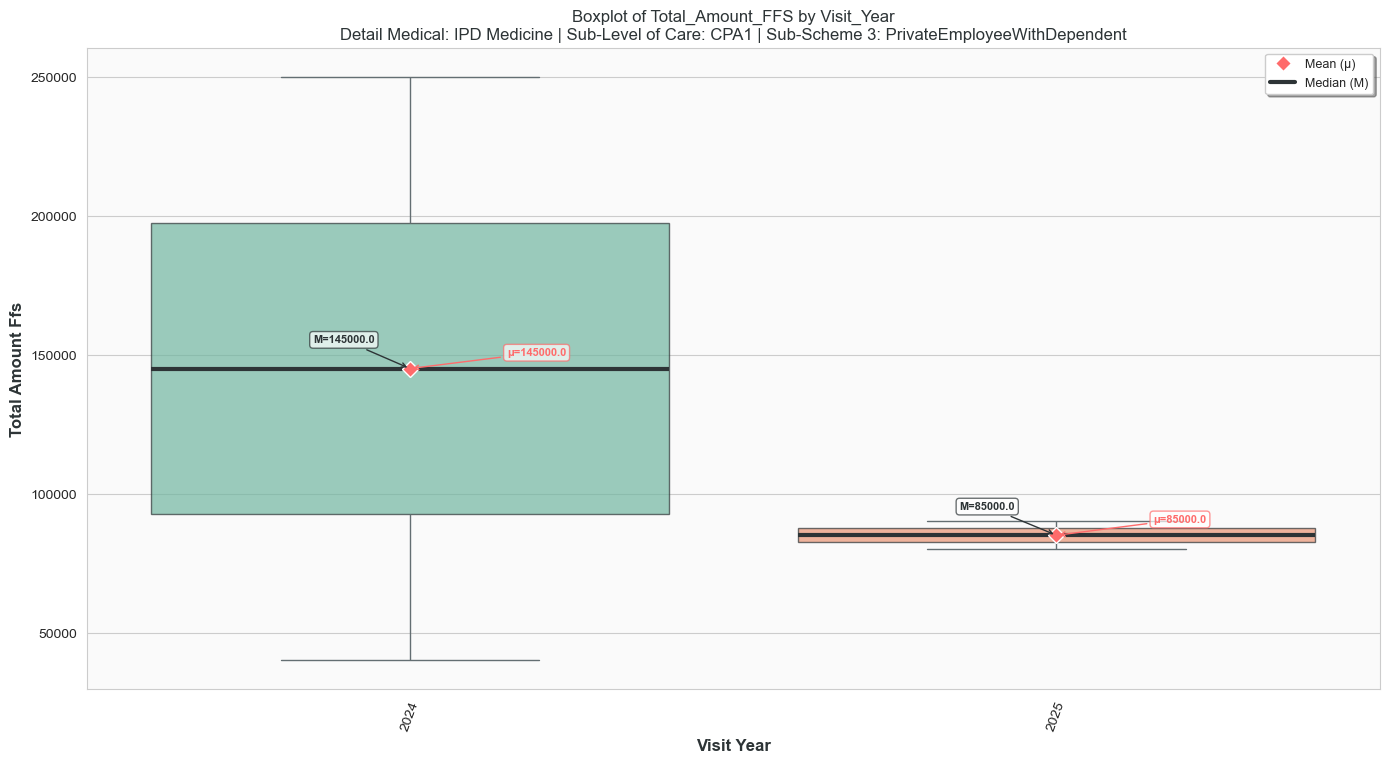 Boxplot of Total_Amount_FFS by Visit_Year
Detail Medical: IPD Medicine | Sub-Level of Care: CPA1 | Sub-Scheme 3: PrivateEmployeeWithDependent
Mean (μ)
Median (M)
Total Amount Ffs
250000
200000
150000
100000
50000
M=145000.0
μ=145000.0
M=85000.0
μ=85000.0
2024
2025
Visit Year